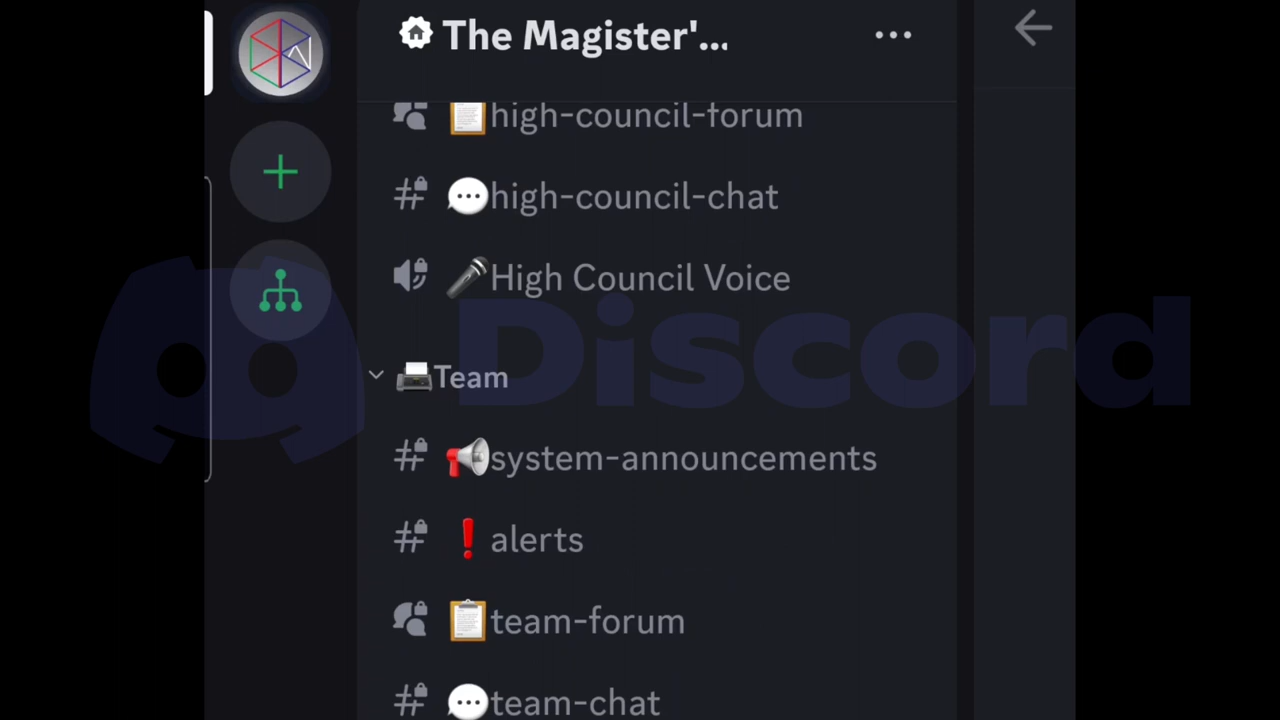 The Magister'...
high-council-forum
high-council-chat
High Council Voice
Team
system-announcements
alerts
team-forum
team-chat
Discord